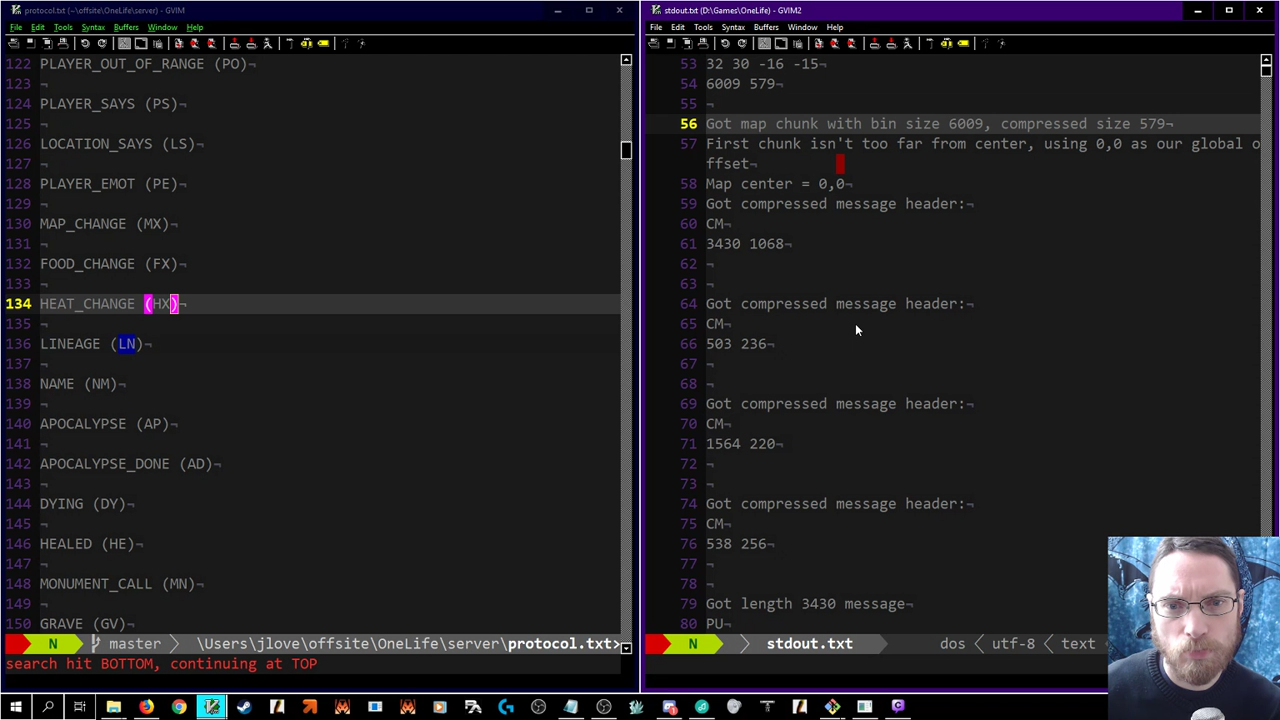 protocol.txt (~\offsite\OneLife\server) - GVIM
File Edit Tools Syntax Buffers Window Help
122 PLAYER_OUT_OF_RANGE (PO)¬
123 ¬
124 PLAYER_SAYS (PS)¬
125 ¬
126 LOCATION_SAYS (LS)¬
127 ¬
128 PLAYER_EMOT (PE)¬
129 ¬
130 MAP_CHANGE (MX)¬
131 ¬
132 FOOD_CHANGE (FX)¬
133 ¬
134 HEAT_CHANGE (HX)¬
135 ¬
136 LINEAGE (LN)¬
137 ¬
138 NAME (NM)¬
139 ¬
140 APOCALYPSE (AP)¬
141 ¬
142 APOCALYPSE_DONE (AD)¬
143 ¬
144 DYING (DY)¬
145 ¬
146 HEALED (HE)¬
147 ¬
148 MONUMENT_CALL (MN)¬
149 ¬
150 GRAVE (GV)¬
N master \Users\jlove\offsite\OneLife\server\protocol.txt>
search hit BOTTOM, continuing at TOP
stdout.txt (D:\Games\OneLife) - GVIM2
File Edit Tools Syntax Buffers Window Help
53 32 30 -16 -15¬
54 6009 579¬
55 ¬
56 Got map chunk with bin size 6009, compressed size 579¬
57 First chunk isn't too far from center, using 0,0 as our global o
ffset¬
58 Map center = 0,0¬
59 Got compressed message header:¬
60 CM¬
61 3430 1068¬
62 ¬
63 ¬
64 Got compressed message header:¬
65 CM¬
66 503 236¬
67 ¬
68 ¬
69 Got compressed message header:¬
70 CM¬
71 1564 220¬
72 ¬
73 ¬
74 Got compressed message header:¬
75 CM¬
76 538 256¬
77 ¬
78 ¬
79 Got length 3430 message¬
80 PU¬
N stdout.txt dos utf-8 text